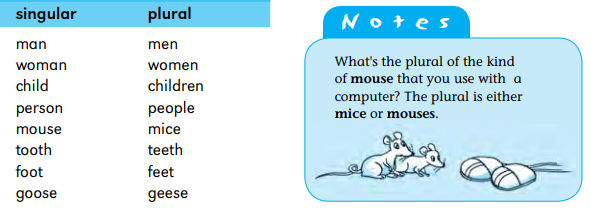 singular plural
man men
woman women
child children
person people
mouse mice
tooth teeth
foot feet
goose geese
Notes
What's the plural of the kind
of mouse that you use with a
computer? The plural is either
mice or mouses.